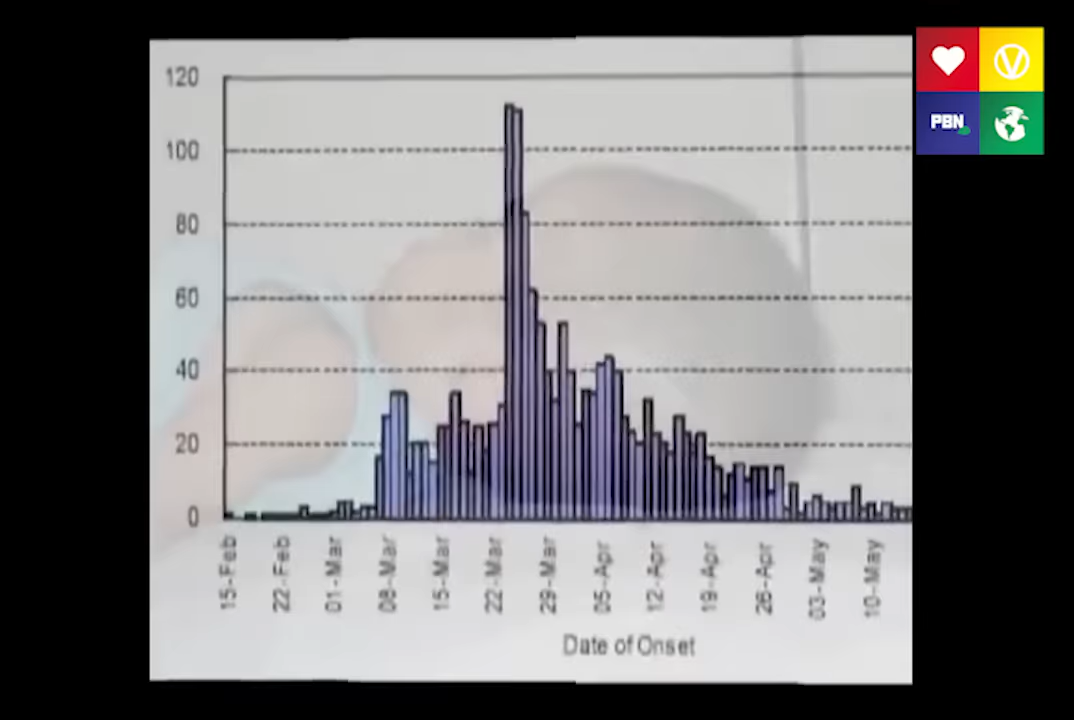 120
100
80
60
40
20
0
15-Feb
22-Feb
01-Mar
08-Mar
15-Mar
22-Mar
29-Mar
05-Apr
12-Apr
19-Apr
26-Apr
03-May
10-May
Date of Onset
PBN